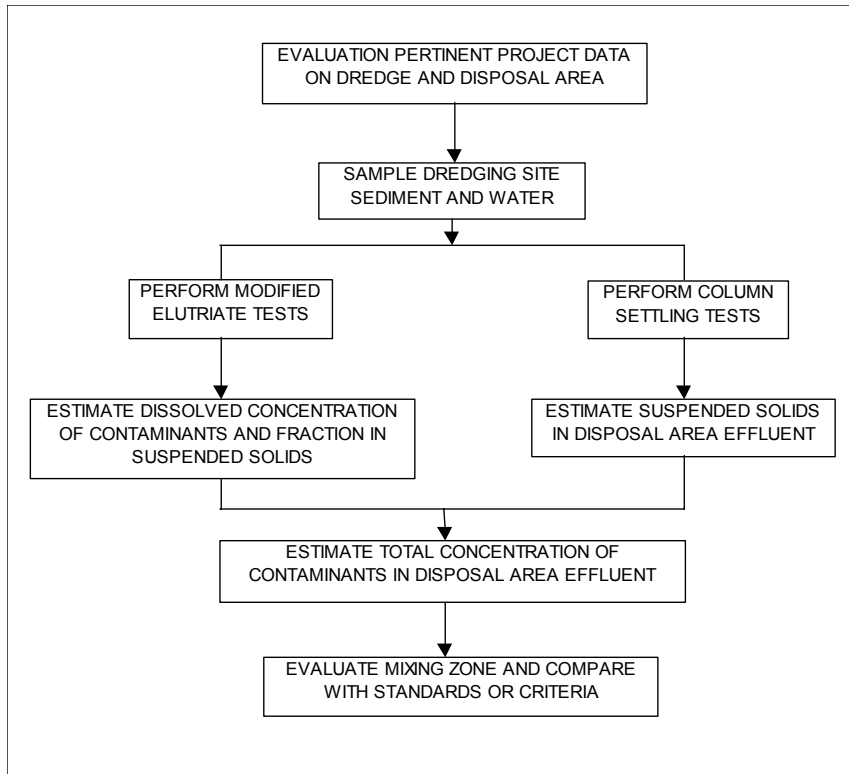 EVALUATION PERTINENT PROJECT DATA
ON DREDGE AND DISPOSAL AREA
SAMPLE DREDGING SITE
SEDIMENT AND WATER
PERFORM MODIFIED
ELUTRIATE TESTS
PERFORM COLUMN
SETTLING TESTS
ESTIMATE DISSOLVED CONCENTRATION
OF CONTAMINANTS AND FRACTION IN
SUSPENDED SOLIDS
ESTIMATE SUSPENDED SOLIDS
IN DISPOSAL AREA EFFLUENT
ESTIMATE TOTAL CONCENTRATION OF
CONTAMINANTS IN DISPOSAL AREA EFFLUENT
EVALUATE MIXING ZONE AND COMPARE
WITH STANDARDS OR CRITERIA